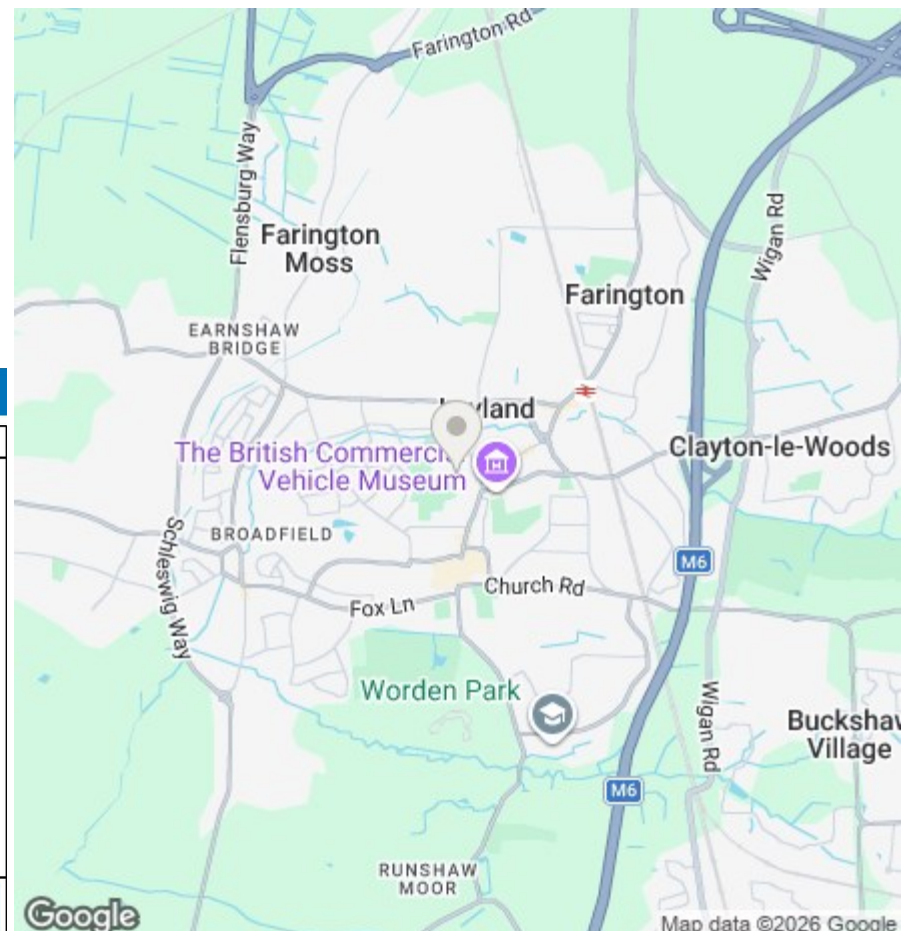 Farington Rd
Flensburg Way
Farington
Moss
Wigan Rd
Farington
EARNSHAW
BRIDGE
The British Commerci
Vehicle Museum
Clayton-le-Woods
BROADFIELD
Schleswig Way
M6
Church Rd
Fox Ln
Worden Park
Wigan Rd
Buckshaw
Village
M6
RUNSHAW
MOOR
Google
Map data ©2026 Google